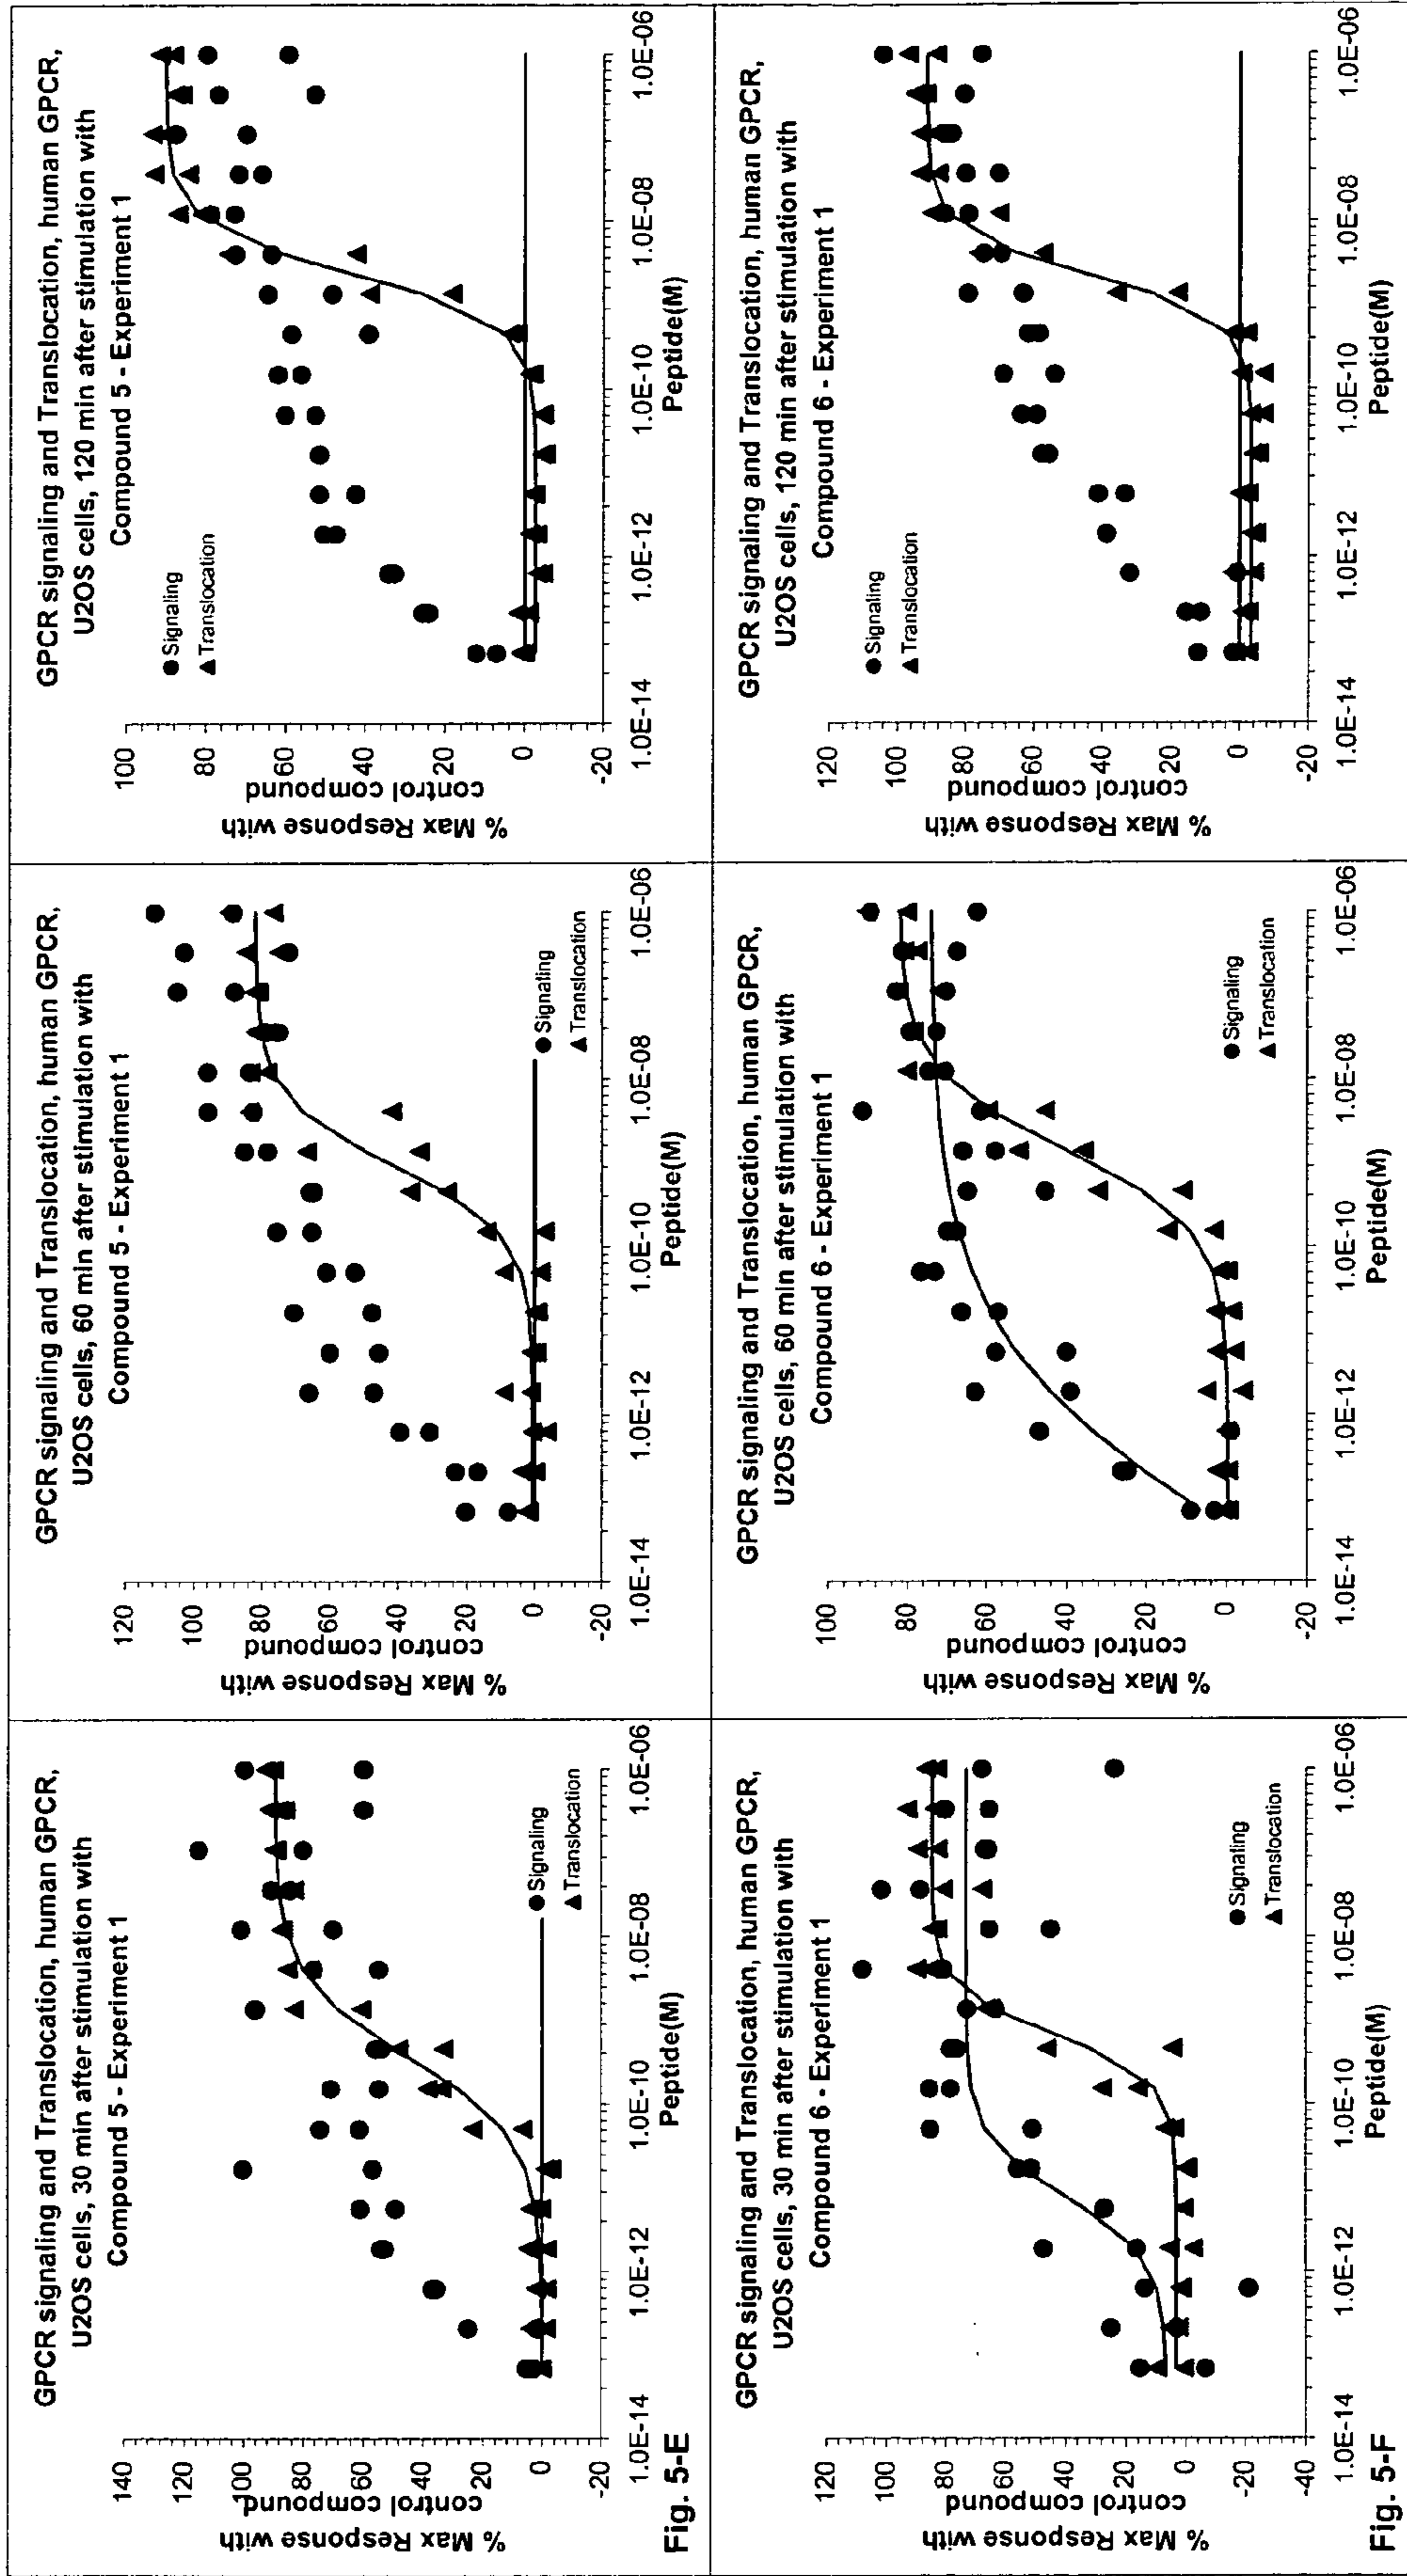 GPCR signaling and Translocation, human GPCR,
U2OS cells, 30 min after stimulation with
Compound 5 - Experiment 1
% Max Response with
control compound
140
120
100
80
60
40
20
0
-20
Signaling
Translocation
1.0E-14
1.0E-12
1.0E-10
1.0E-08
1.0E-06
Peptide(M)
Fig. 5-E
GPCR signaling and Translocation, human GPCR,
U2OS cells, 60 min after stimulation with
Compound 5 - Experiment 1
% Max Response with
control compound
120
100
80
60
40
20
0
-20
Signaling
Translocation
1.0E-14
1.0E-12
1.0E-10
1.0E-08
1.0E-06
Peptide(M)
GPCR signaling and Translocation, human GPCR,
U2OS cells, 120 min after stimulation with
Compound 5 - Experiment 1
% Max Response with
control compound
100
80
60
40
20
0
-20
Signaling
Translocation
1.0E-14
1.0E-12
1.0E-10
1.0E-08
1.0E-06
Peptide(M)
GPCR signaling and Translocation, human GPCR,
U2OS cells, 30 min after stimulation with
Compound 6 - Experiment 1
% Max Response with
control compound
120
100
80
60
40
20
0
-20
-40
Signaling
Translocation
1.0E-14
1.0E-12
1.0E-10
1.0E-08
1.0E-06
Peptide(M)
Fig. 5-F
GPCR signaling and Translocation, human GPCR,
U2OS cells, 60 min after stimulation with
Compound 6 - Experiment 1
% Max Response with
control compound
100
80
60
40
20
0
-20
Signaling
Translocation
1.0E-14
1.0E-12
1.0E-10
1.0E-08
1.0E-06
Peptide(M)
GPCR signaling and Translocation, human GPCR,
U2OS cells, 120 min after stimulation with
Compound 6 - Experiment 1
% Max Response with
control compound
120
100
80
60
40
20
0
-20
Signaling
Translocation
1.0E-14
1.0E-12
1.0E-10
1.0E-08
1.0E-06
Peptide(M)